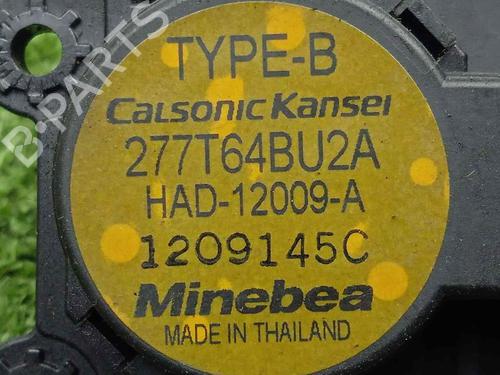 B-PARTS
TYPE-B
CALSONIC KANSEI
277T64BU2A
HAD-12009-A
1209145C
Minebea
MADE IN THAILAND